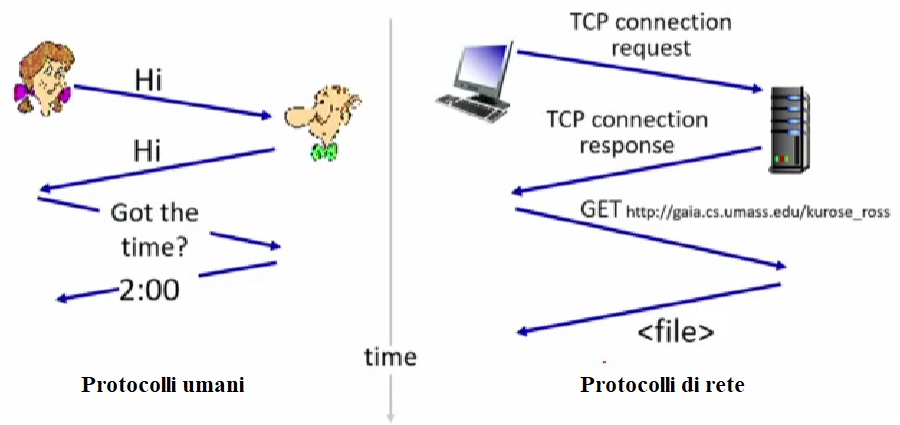 Hi
Hi
Got the
time?
2:00
Protocolli umani
time
TCP connection
request
TCP connection
response
GET http://gaia.cs.umass.edu/kurose_ross
<file>
Protocolli di rete